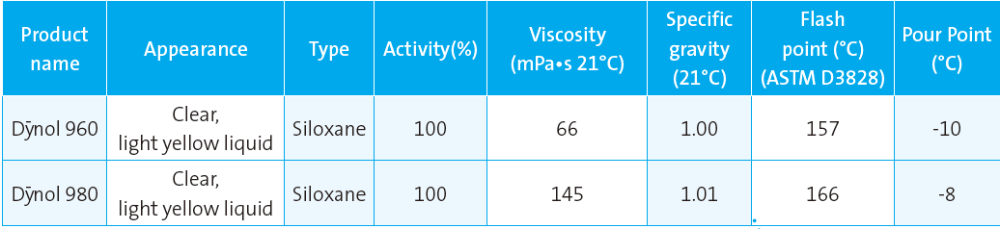 Product name Appearance Type Activity(%) Viscosity (mPa•s 21°C) Specific gravity (21°C) Flash point (°C) (ASTM D3828) Pour Point (°C)
Dȳnol 960 Clear, light yellow liquid Siloxane 100 66 1.00 157 -10
Dȳnol 980 Clear, light yellow liquid Siloxane 100 145 1.01 166 -8